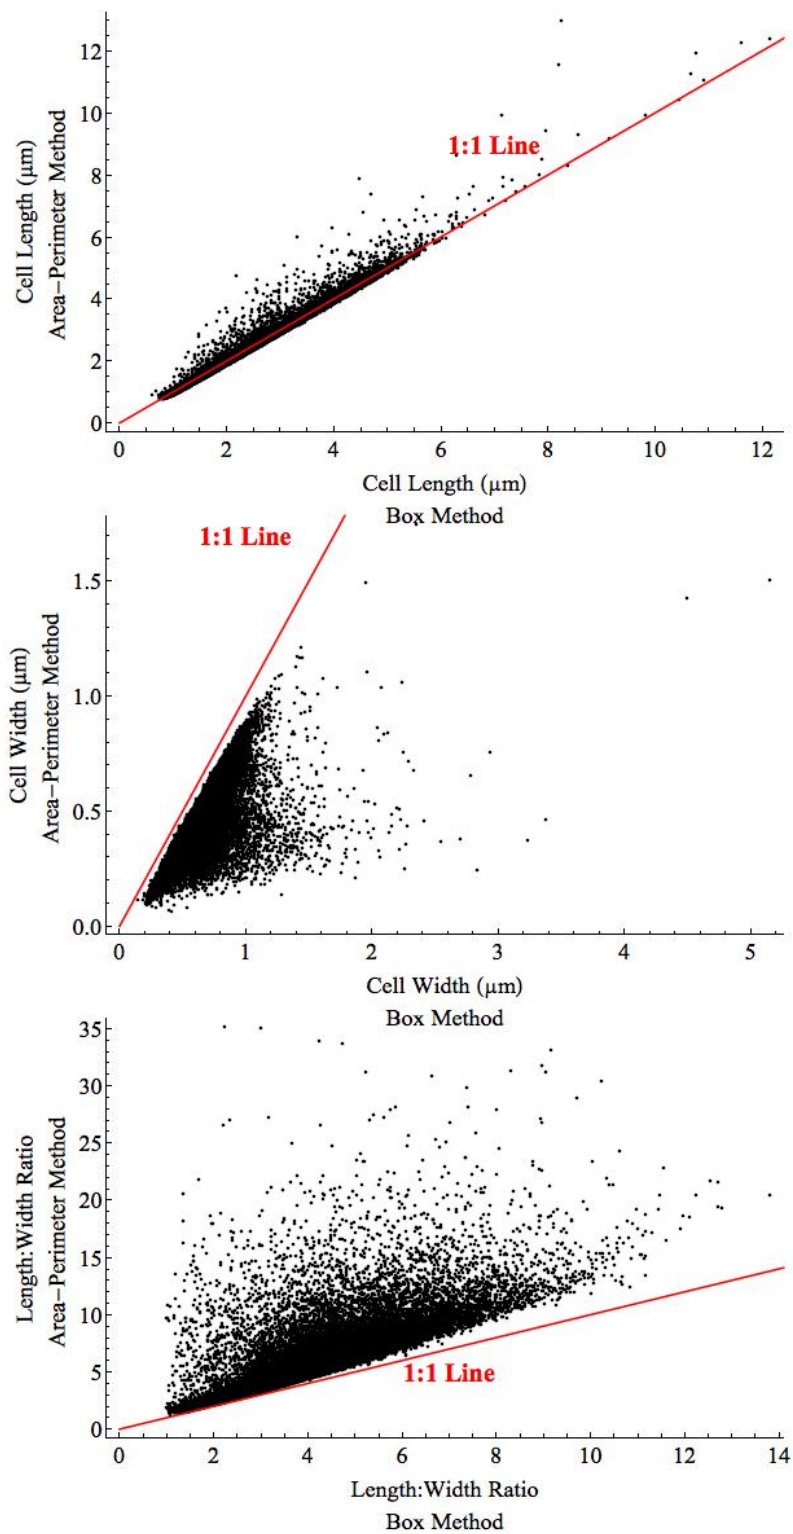 12
10
8
6
4
2
0
Cell Length (μm)
Area−Perimeter Method
1:1 Line
0 2 4 6 8 10 12
Cell Length (μm)
Box Method
1:1 Line
1.5
1.0
0.5
0.0
Cell Width (μm)
Area−Perimeter Method
0 1 2 3 4 5
Cell Width (μm)
Box Method
35
30
25
20
15
10
5
0
Length:Width Ratio
Area−Perimeter Method
1:1 Line
0 2 4 6 8 10 12 14
Length:Width Ratio
Box Method